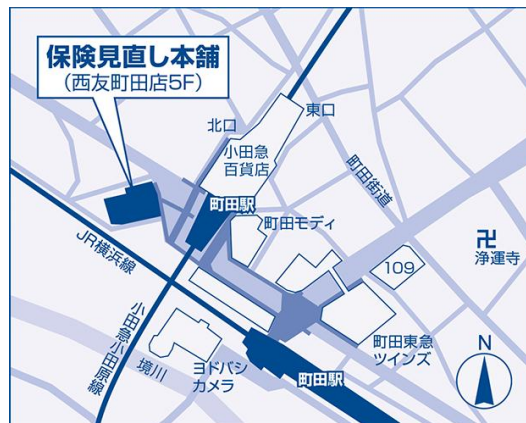 保険見直し本舗
(西友町田店5F)
北口
東口
小田急
百貨店
町田街道
町田駅
町田モディ
卍
浄運寺
109
JR横浜線
小田急小田原線
境川
ヨドバシ
カメラ
町田駅
町田東急
ツインズ
N